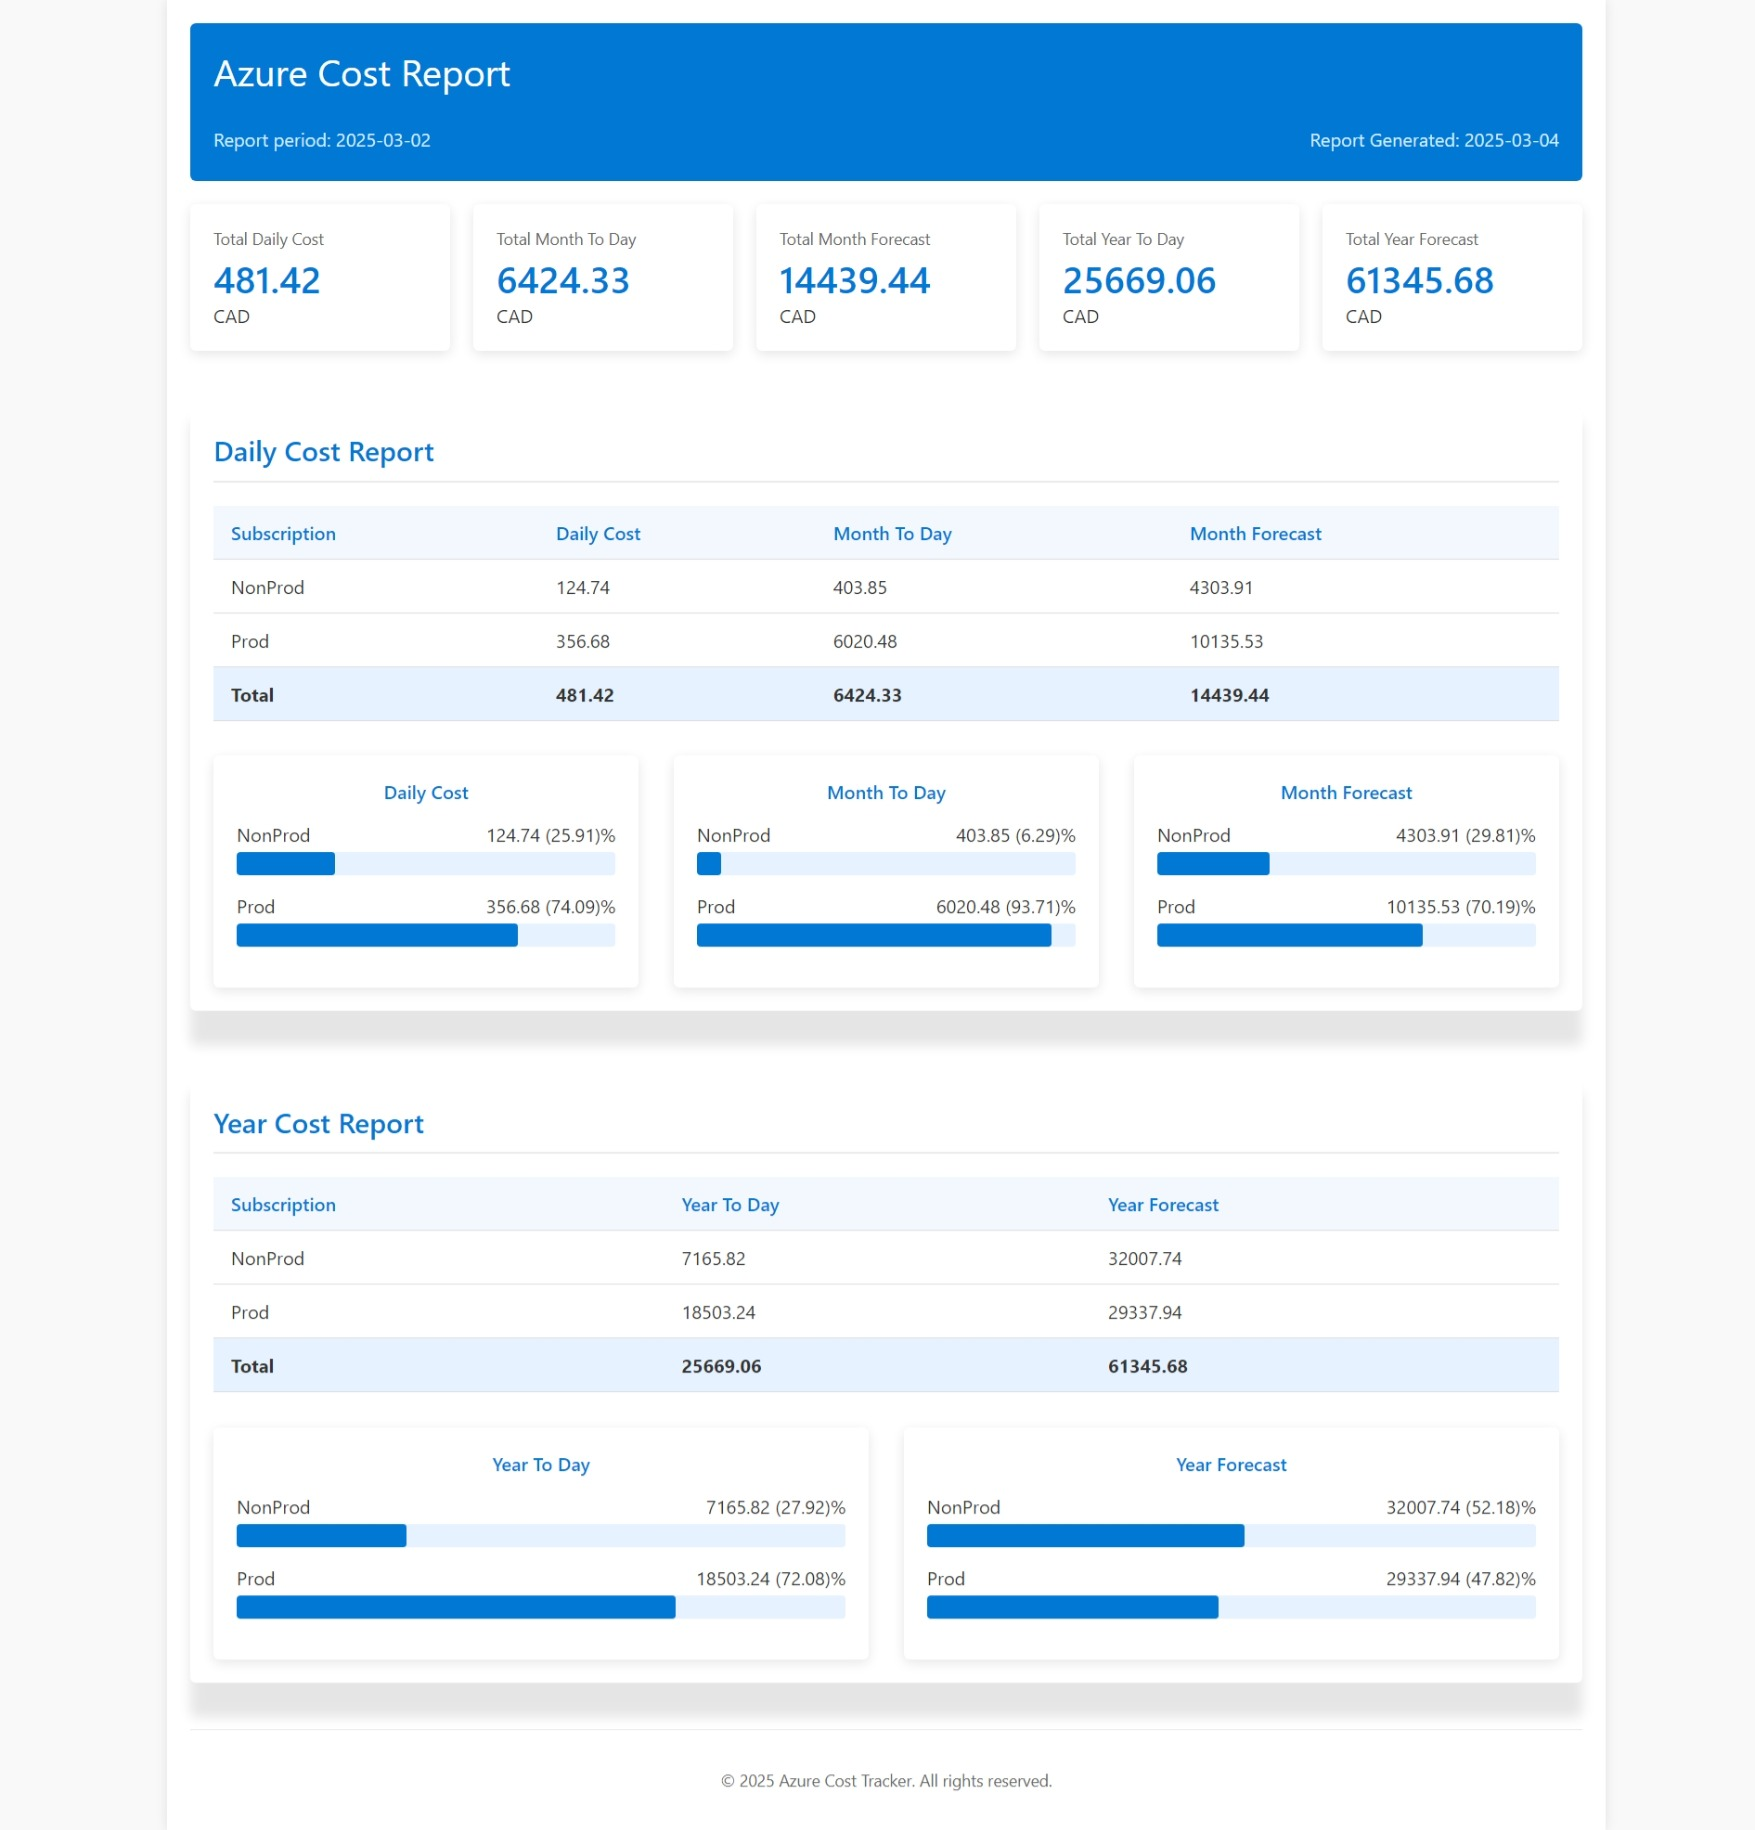 Azure Cost Report
Report period: 2025-03-02 Report Generated: 2025-03-04
Total Daily Cost
481.42
CAD
Total Month To Day
6424.33
CAD
Total Month Forecast
14439.44
CAD
Total Year To Day
25669.06
CAD
Total Year Forecast
61345.68
CAD
Daily Cost Report
Subscription Daily Cost Month To Day Month Forecast
NonProd 124.74 403.85 4303.91
Prod 356.68 6020.48 10135.53
Total 481.42 6424.33 14439.44
Daily Cost
NonProd 124.74 (25.91)%
Prod 356.68 (74.09)%
Month To Day
NonProd 403.85 (6.29)%
Prod 6020.48 (93.71)%
Month Forecast
NonProd 4303.91 (29.81)%
Prod 10135.53 (70.19)%
Year Cost Report
Subscription Year To Day Year Forecast
NonProd 7165.82 32007.74
Prod 18503.24 29337.94
Total 25669.06 61345.68
Year To Day
NonProd 7165.82 (27.92)%
Prod 18503.24 (72.08)%
Year Forecast
NonProd 32007.74 (52.18)%
Prod 29337.94 (47.82)%
© 2025 Azure Cost Tracker. All rights reserved.